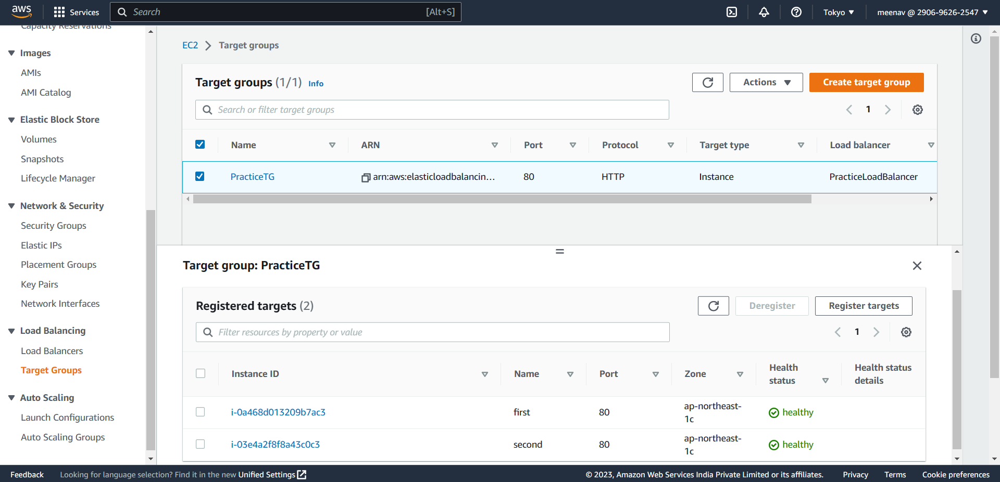 aws
Services
Search
[Alt+S]
Tokyo ▼
meenav @ 2906-9626-2547 ▼
Capacity Reservations
Images
AMIs
AMI Catalog
Elastic Block Store
Volumes
Snapshots
Lifecycle Manager
Network & Security
Security Groups
Elastic IPs
Placement Groups
Key Pairs
Network Interfaces
Load Balancing
Load Balancers
Target Groups
Auto Scaling
Launch Configurations
Auto Scaling Groups
EC2 > Target groups
Target groups (1/1) Info
Actions ▼
Create target group
Search or filter target groups
1
Name ARN Port Protocol Target type Load balancer
PracticeTG arn:aws:elasticloadbalancin... 80 HTTP Instance PracticeLoadBalancer
Target group: PracticeTG
Registered targets (2)
Deregister
Register targets
Filter resources by property or value
1
Instance ID Name Port Zone Health status Health status details
i-0a468d013209b7ac3 first 80 ap-northeast-1c healthy
i-03e4a2f8f8a43c0c3 second 80 ap-northeast-1c healthy
Feedback Looking for language selection? Find it in the new Unified Settings © 2023, Amazon Web Services India Private Limited or its affiliates. Privacy Terms Cookie preferences